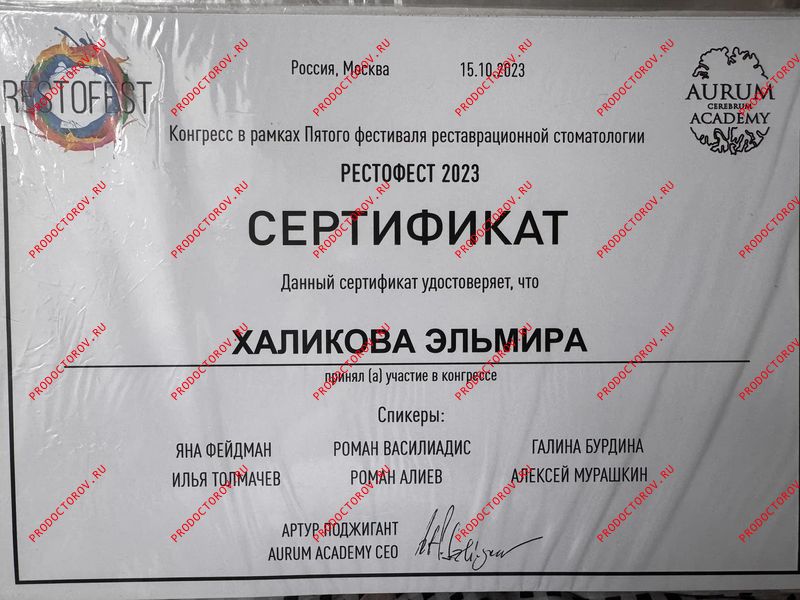 Россия, Москва 15.10.2023
RESTOFEST
AURUM
CEREBRUM
ACADEMY
Конгресс в рамках Пятого фестиваля реставрационной стоматологии
РЕСТОФЕСТ 2023
СЕРТИФИКАТ
Данный сертификат удостоверяет, что
ХАЛИКОВА ЭЛЬМИРА
принял (а) участие в конгрессе
Спикеры:
ЯНА ФЕЙДМАН РОМАН ВАСИЛИАДИС ГАЛИНА БУРДИНА
ИЛЬЯ ТОЛМАЧЕВ РОМАН АЛИЕВ АЛЕКСЕЙ МУРАШКИН
АРТУР ПОДЖИГАНТ
AURUM ACADEMY CEO
PRODOCTOROV.RU